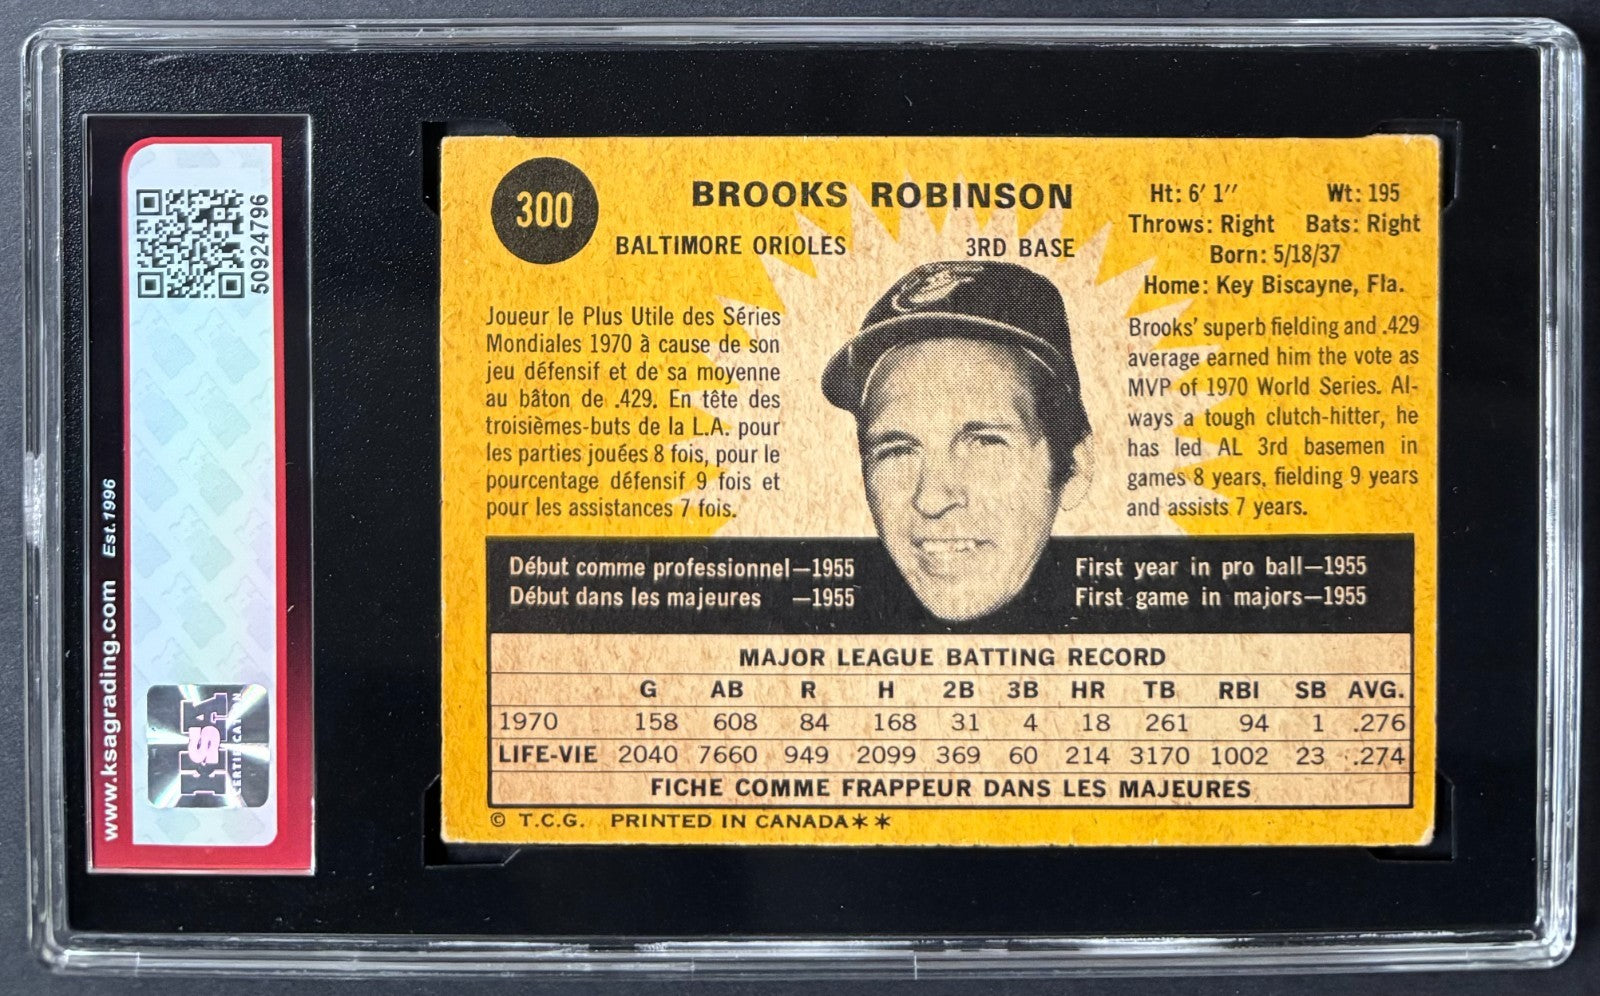 50924796
www.ksagrading.com Est.1996
KSA
CERTIFICATION
300
BROOKS ROBINSON
BALTIMORE ORIOLES 3RD BASE
Ht: 6' 1" Wt: 195
Throws: Right Bats: Right
Born: 5/18/37
Home: Key Biscayne, Fla.
Joueur le Plus Utile des Séries
Mondiales 1970 à cause de son
jeu défensif et de sa moyenne
au bâton de .429. En tête des
troisièmes-buts de la L.A. pour
les parties jouées 8 fois, pour le
pourcentage défensif 9 fois et
pour les assistances 7 fois.
Brooks' superb fielding and .429
average earned him the vote as
MVP of 1970 World Series. Al-
ways a tough clutch-hitter, he
has led AL 3rd basemen in
games 8 years, fielding 9 years
and assists 7 years.
Début comme professionnel—1955
Début dans les majeures —1955
First year in pro ball—1955
First game in majors—1955
MAJOR LEAGUE BATTING RECORD
G AB R H 2B 3B HR TB RBI SB AVG.
1970 158 608 84 168 31 4 18 261 94 1 .276
LIFE-VIE 2040 7660 949 2099 369 60 214 3170 1002 23 .274
FICHE COMME FRAPPEUR DANS LES MAJEURES
© T.C.G. PRINTED IN CANADA**